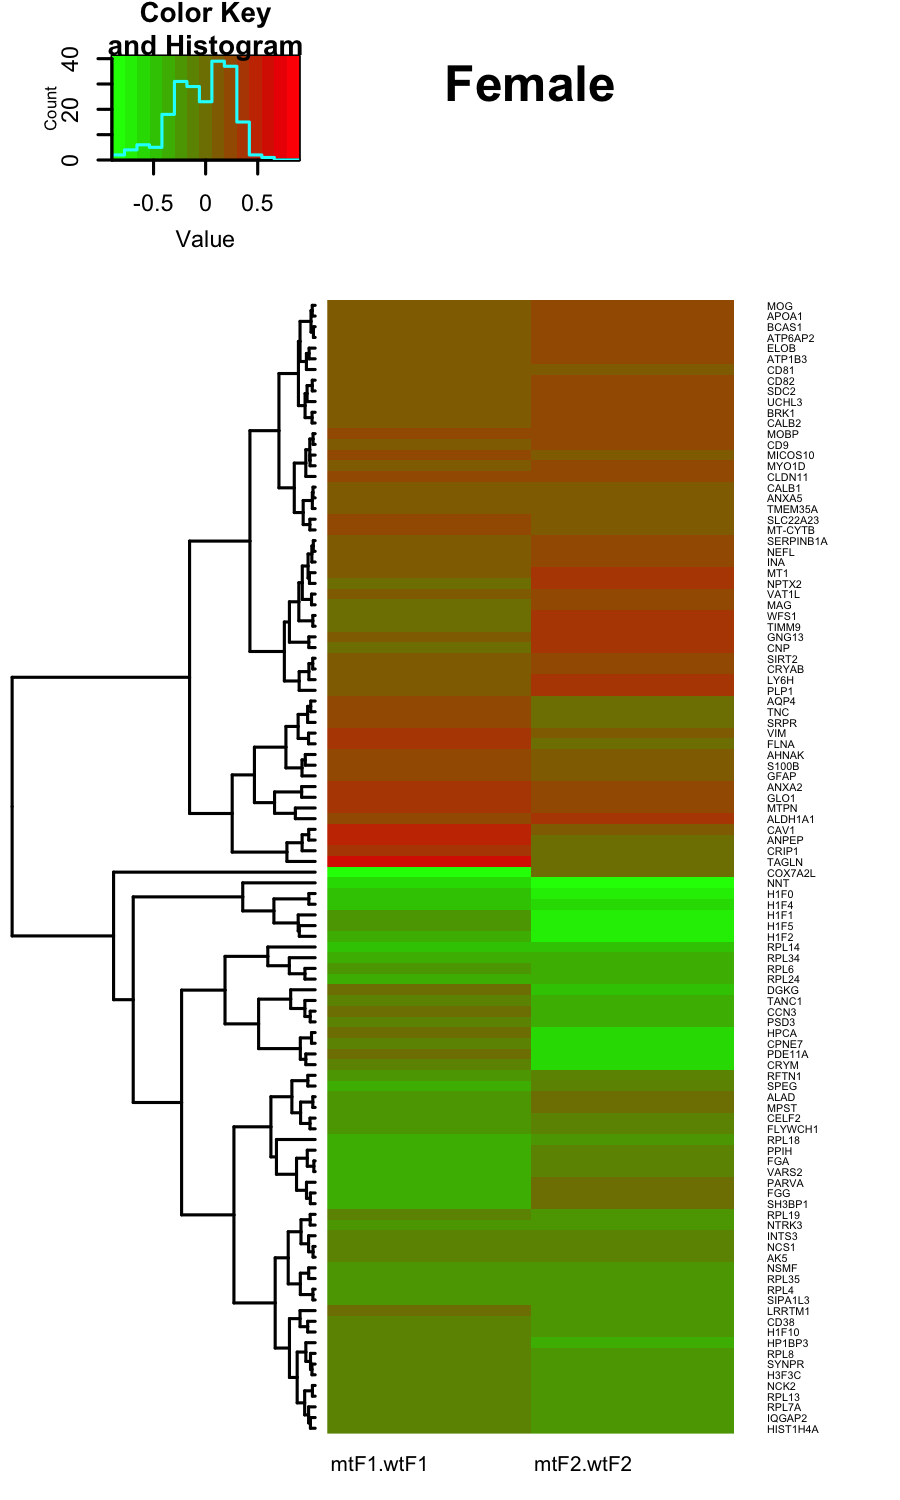 Color Key
and Histogram
Count
0
20
40
-0.5 0 0.5
Value
Female
MOG
APOA1
BCAS1
ATP6AP2
ELOB
ATP1B3
CD81
CD82
SDC2
UCHL3
BRK1
CALB2
MOBP
CD9
MICOS10
MYO1D
CLDN11
CALB1
ANXA5
TMEM35A
SLC22A23
MT-CYTB
SERPINB1A
NEFL
INA
MT1
NPTX2
VAT1L
MAG
WFS1
TIMM9
GNG13
CNP
SIRT2
CRYAB
LY6H
PLP1
AQP4
TNC
SRPR
VIM
FLNA
AHNAK
S100B
GFAP
ANXA2
GLO1
MTPN
ALDH1A1
CAV1
ANPEP
CRIP1
TAGLN
COX7A2L
NNT
H1F0
H1F4
H1F1
H1F5
H1F2
RPL14
RPL34
RPL6
RPL24
DGKG
TANC1
CCN3
PSD3
HPCA
CPNE7
PDE11A
CRYM
RFTN1
SPEG
ALAD
MPST
CELF2
FLYWCH1
RPL18
PPIH
FGA
VARS2
PARVA
FGG
SH3BP1
RPL19
NTRK3
INTS3
NCS1
AK5
NSMF
RPL35
RPL4
SIPA1L3
LRRTM1
CD38
H1F10
HP1BP3
RPL8
SYNPR
H3F3C
NCK2
RPL13
RPL7A
IQGAP2
HIST1H4A
mtF1.wtF1 mtF2.wtF2